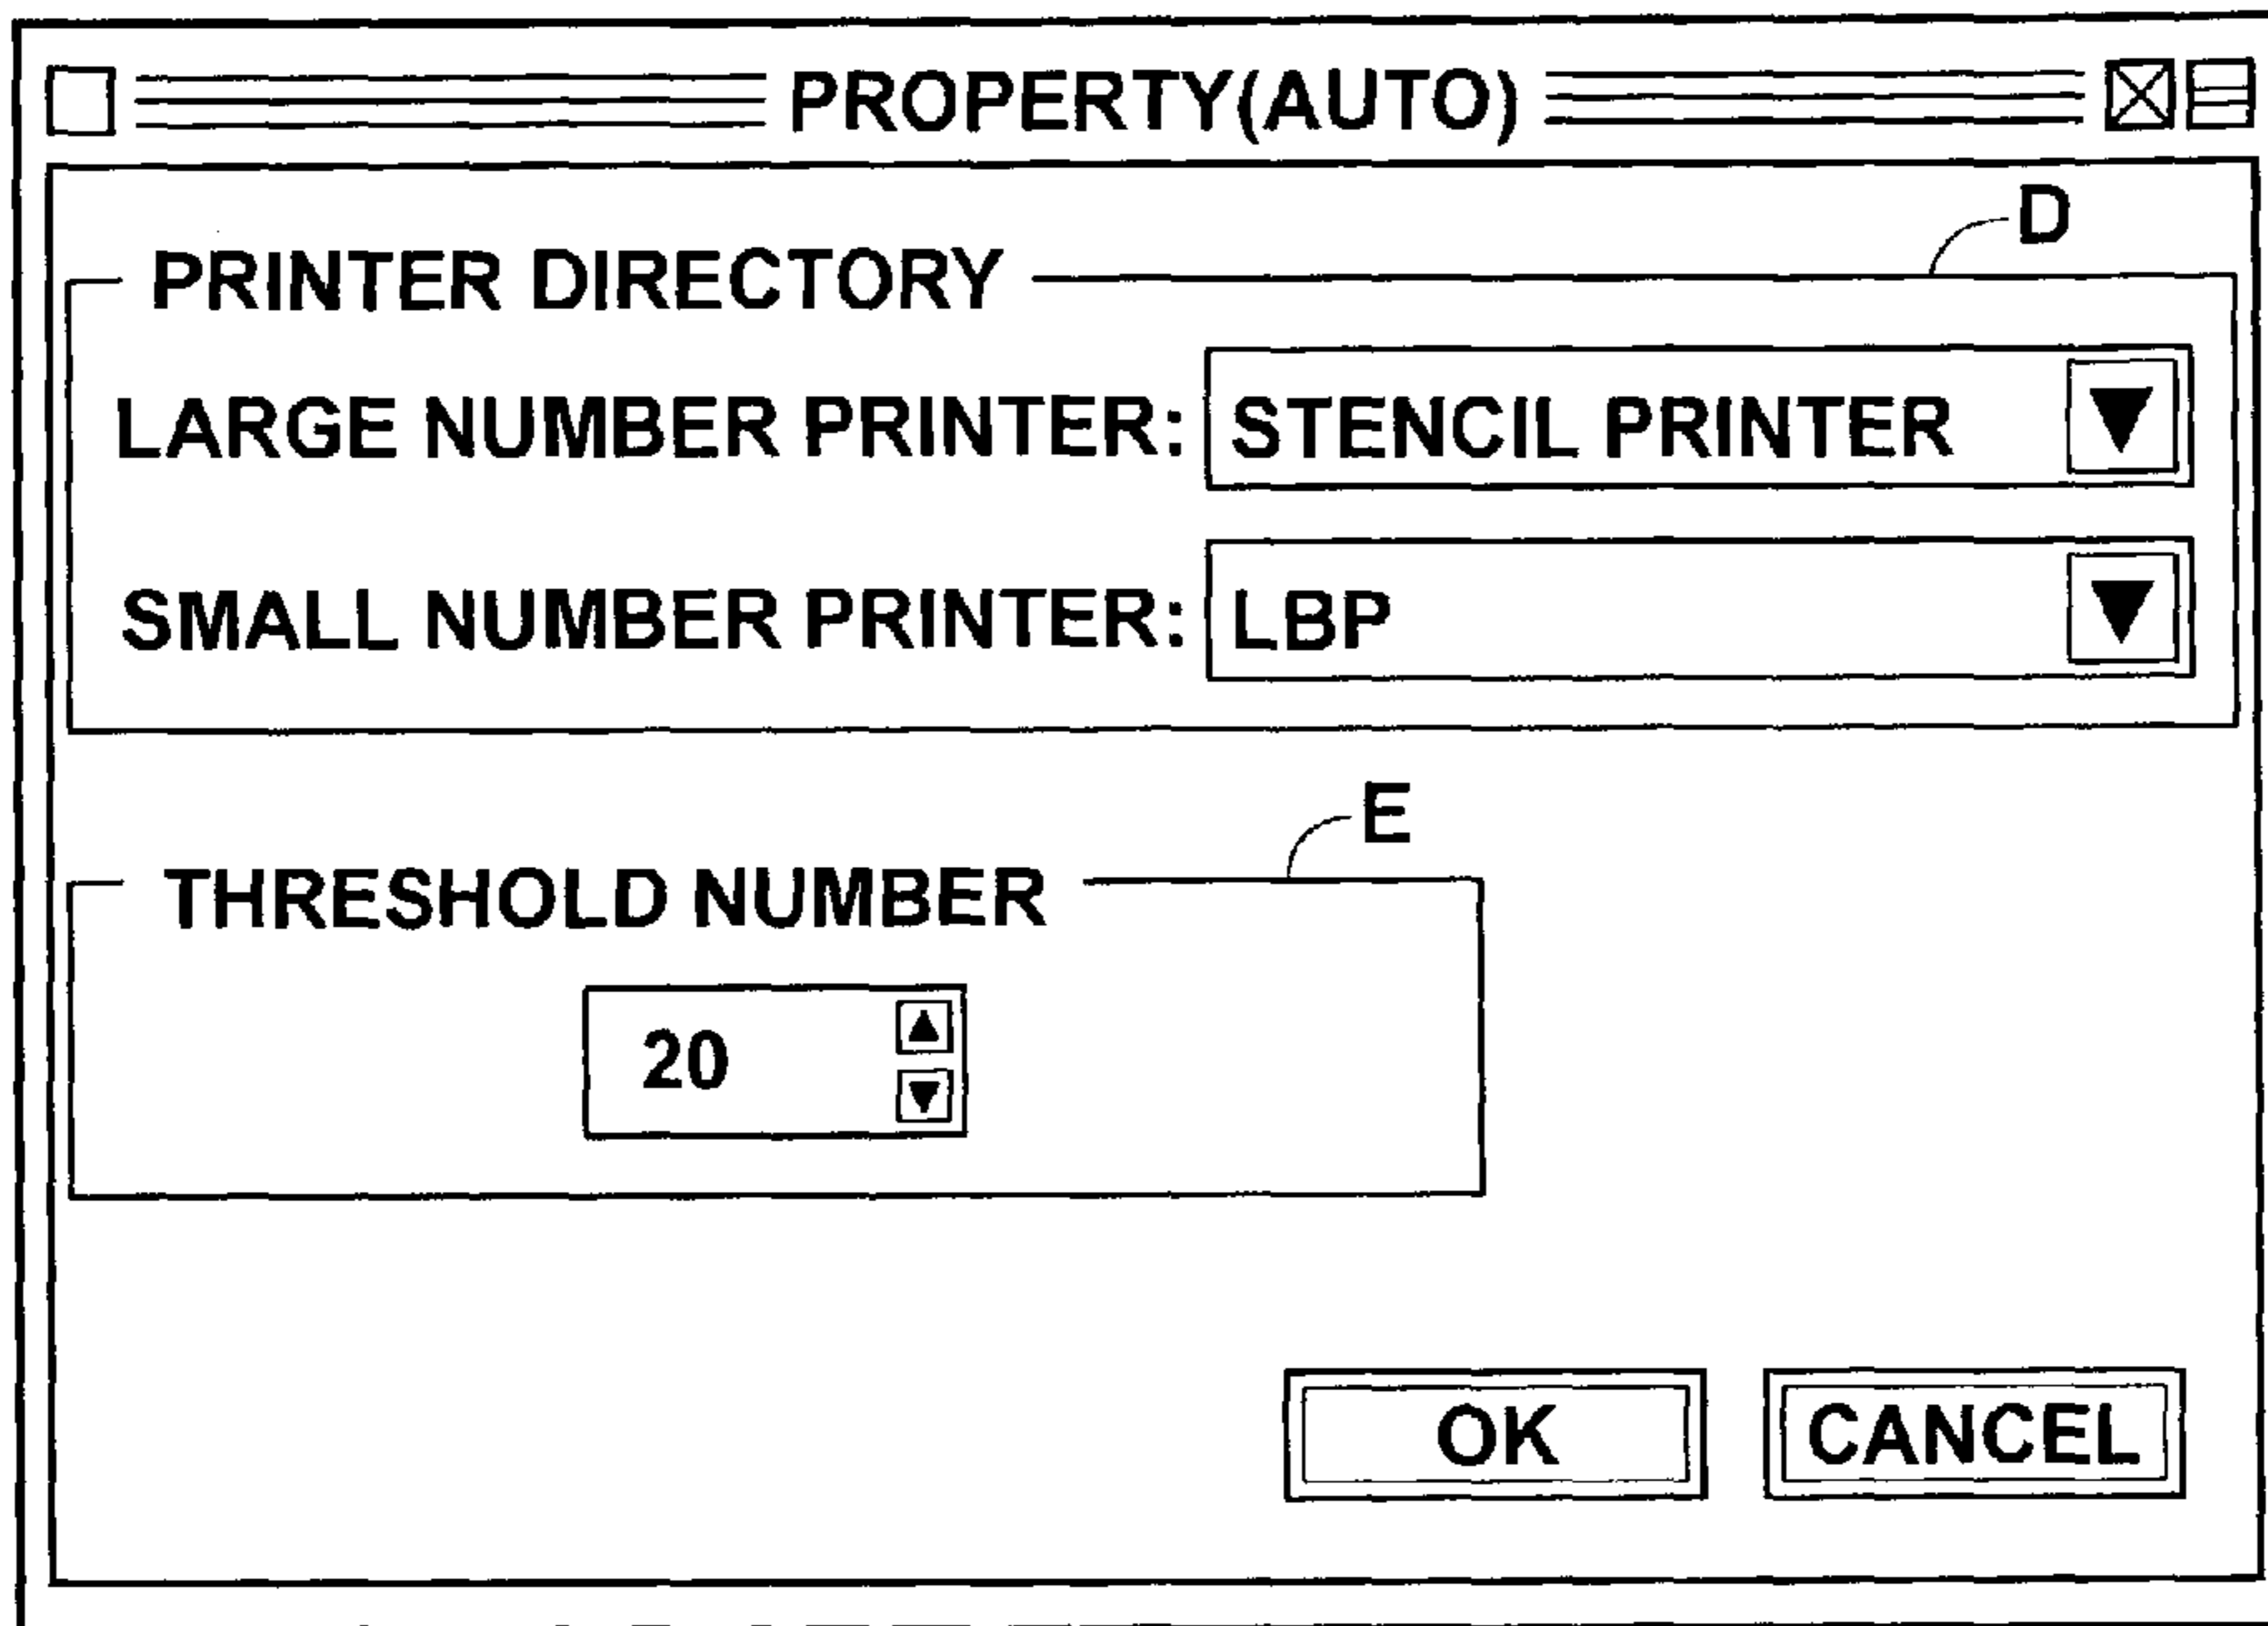 PROPERTY(AUTO)
D
PRINTER DIRECTORY
LARGE NUMBER PRINTER: STENCIL PRINTER
SMALL NUMBER PRINTER: LBP
E
THRESHOLD NUMBER
20
OK CANCEL